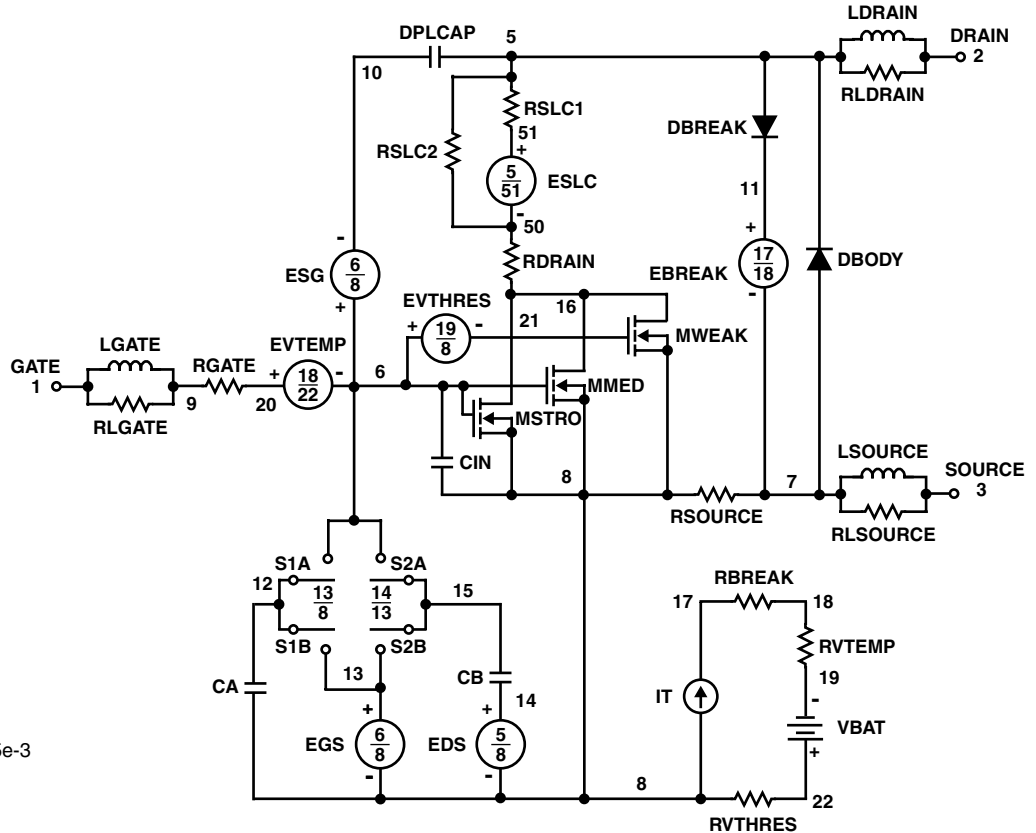 LDRAIN
DPLCAP 5 DRAIN
10 2
RSLC1 RLDRAIN
DBREAK
51
+
RSLC2
5
51
ESLC
11
-
50
-
+
RDRAIN
17
18
DBODY
ESG
6
8
EBREAK
EVTHRES
16
+
-
+
19
8
-
21
MWEAK
LGATE
EVTEMP
GATE
1
RGATE
+
18
22
-
6
MMED
9
20
MSTRO
RLGATE
LSOURCE
CIN
8
7
SOURCE
3
RSOURCE
RLSOURCE
S1A
S2A
12
13
8
14
13
15
RBREAK
17
18
S1B
S2B
RVTEMP
13
CB
19
CA
14
IT
-
+
+
VBAT
EGS
6
8
EDS
5
8
+
5e-3
-
-
8
22
RVTHRES